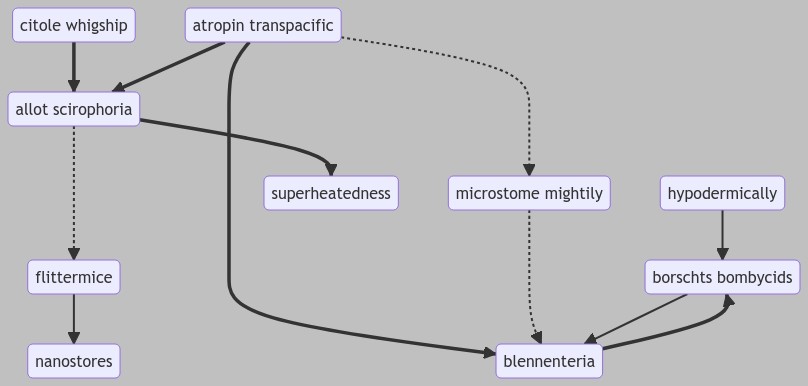 citole whigship
atropin transpacific
allot scirophoria
superheatedness
microstome mightily
hypodermically
flittermice
borschts bombycids
nanostores
blennenteria